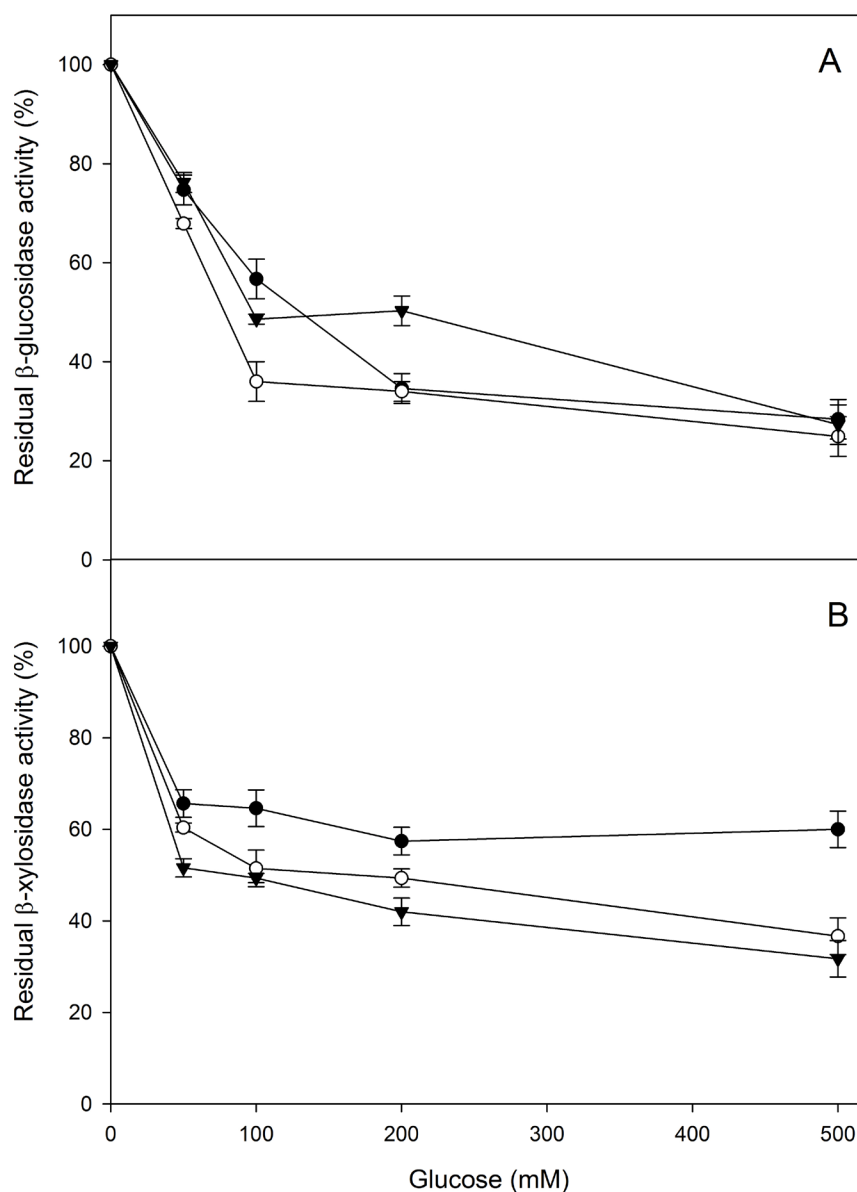 A
Residual β-glucosidase activity (%)
100
80
60
40
20
0
B
Residual β-xylosidase activity (%)
100
80
60
40
20
0
0 100 200 300 400 500
Glucose (mM)